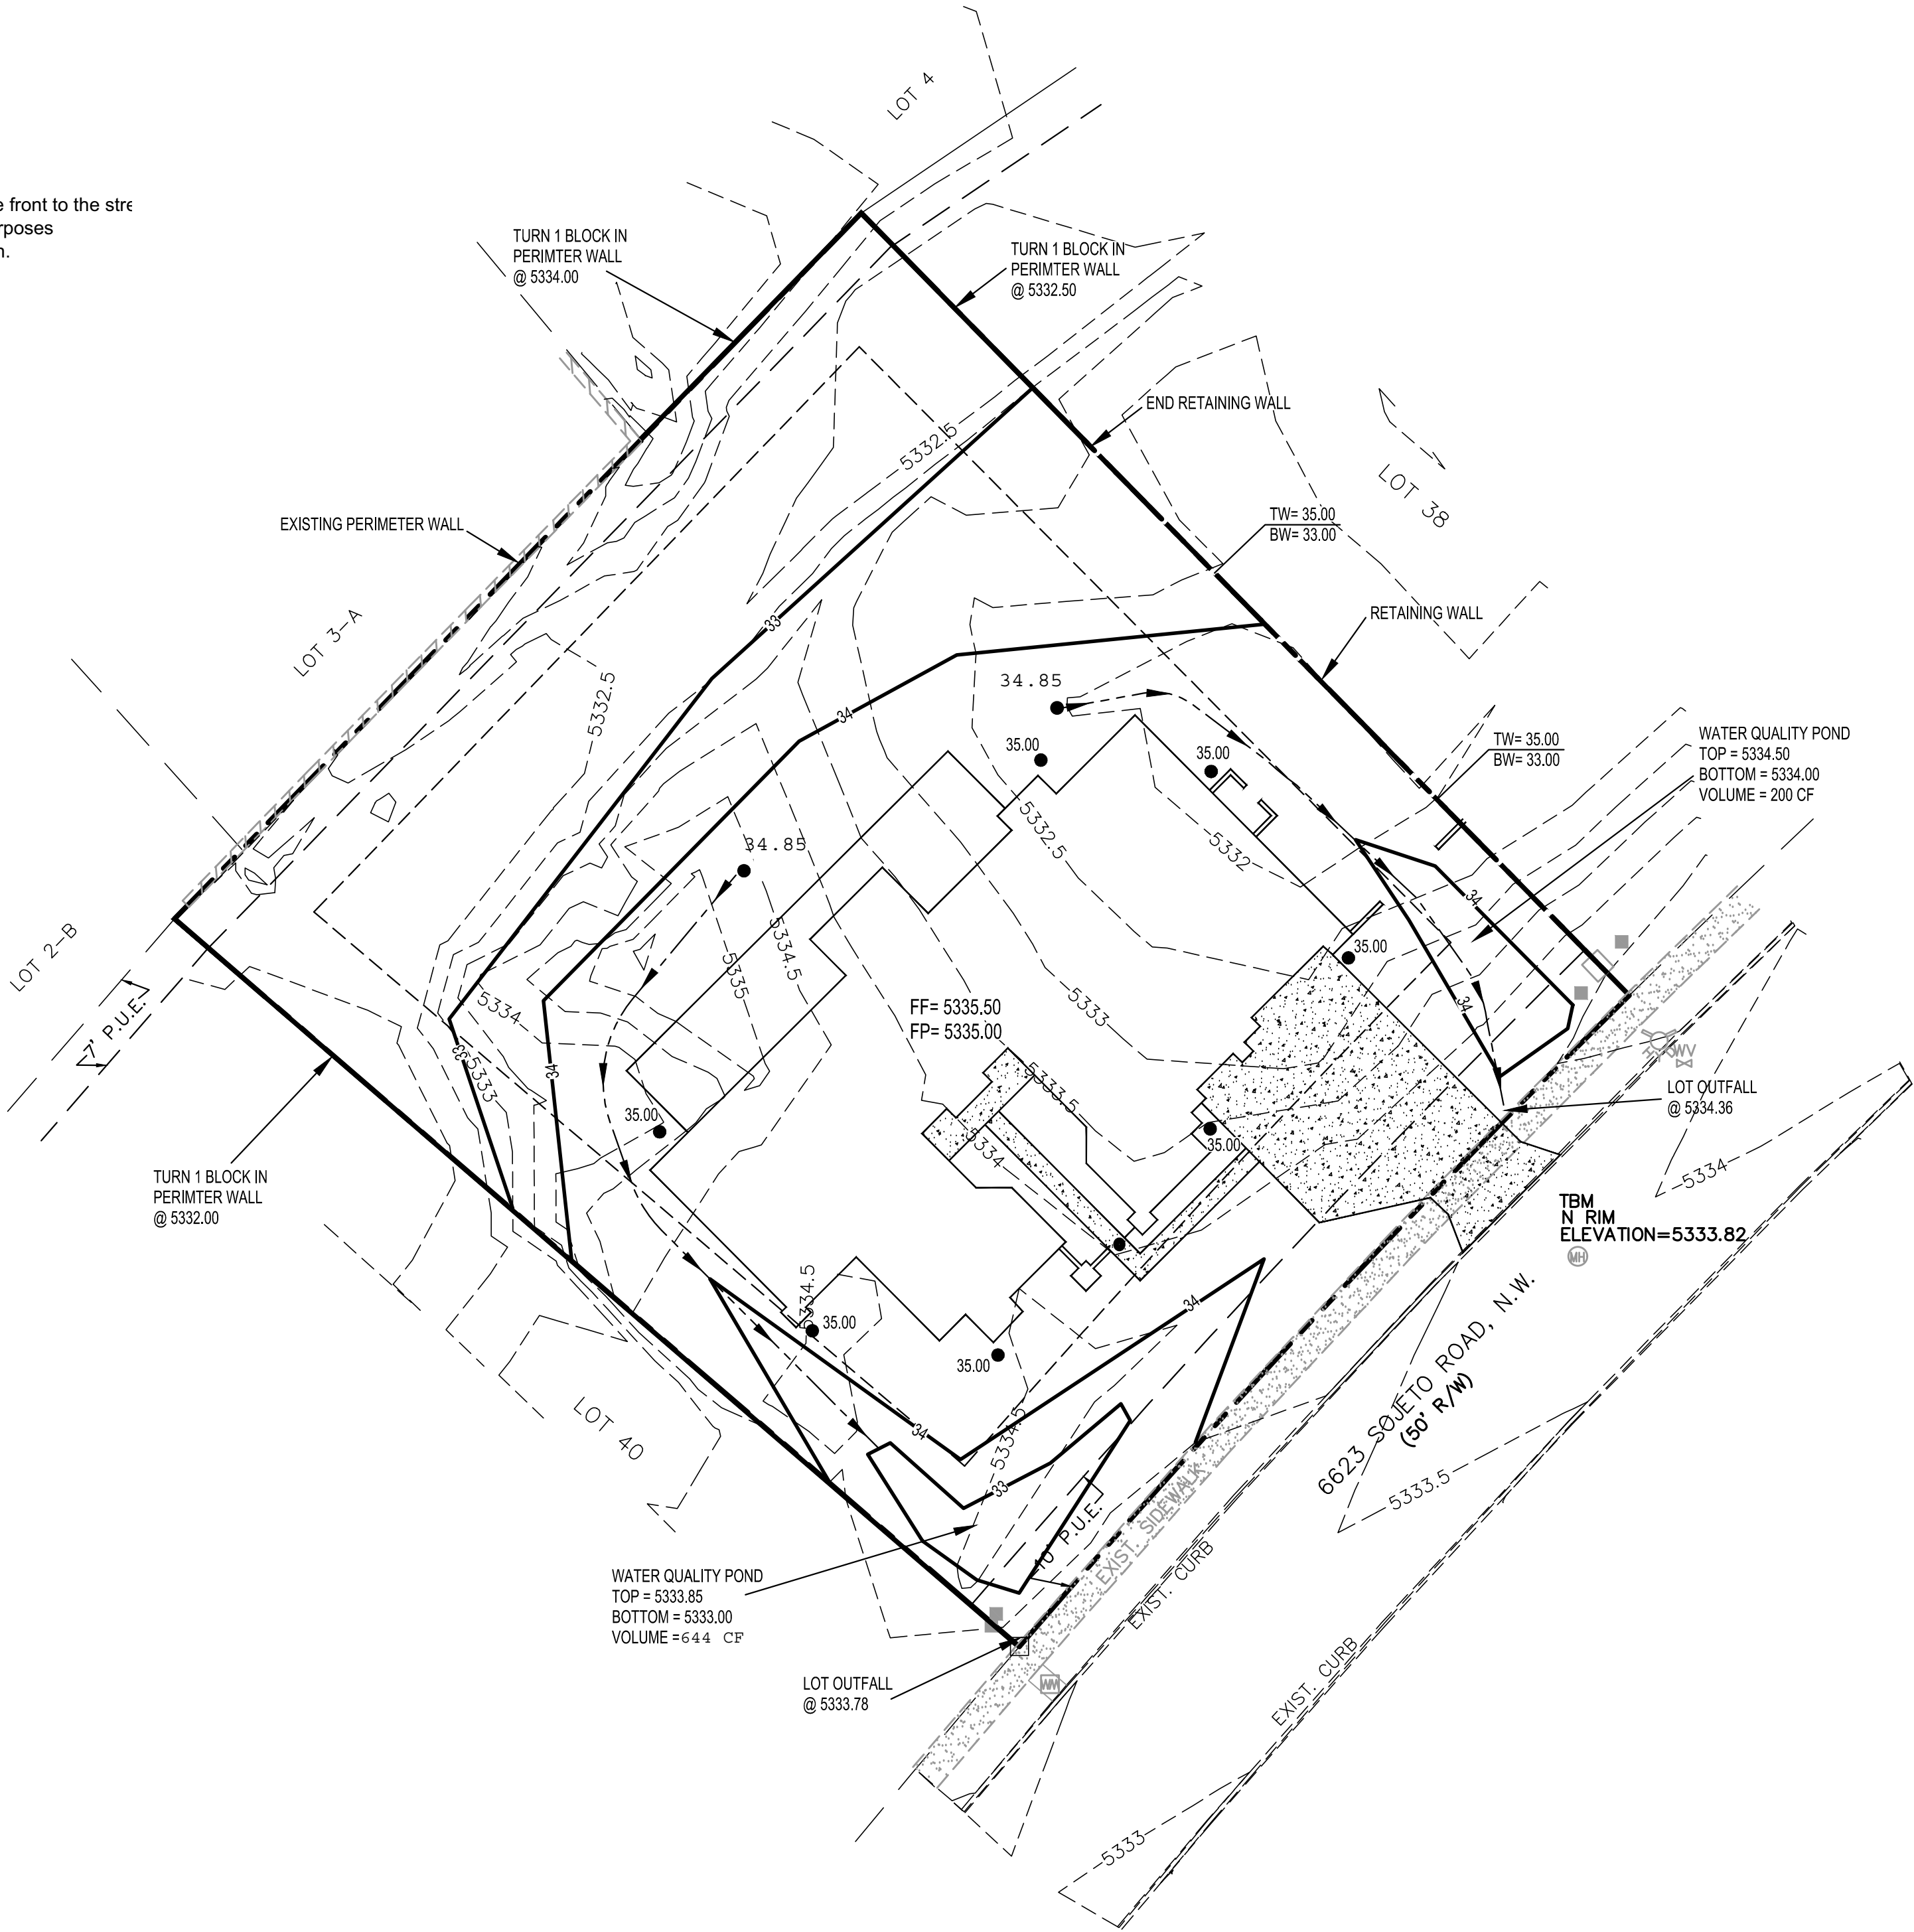 LOT 4
e front to the stre
rposes
n.
TURN 1 BLOCK IN
PERIMTER WALL
@ 5334.00
TURN 1 BLOCK IN
PERIMTER WALL
@ 5332.50
END RETAINING WALL
5332.5
LOT 38
EXISTING PERIMETER WALL
TW= 35.00
BW= 33.00
RETAINING WALL
LOT 3-A
33
5332.5
34.85
34
35.00
35.00
TW= 35.00
BW= 33.00
WATER QUALITY POND
TOP = 5334.50
BOTTOM = 5334.00
VOLUME = 200 CF
5332.5
5332
34.85
34
LOT 2-B
7' P.U.E.
5334.5
5335
35.00
5334
FF= 5335.50
FP= 5335.00
5333
34
33
5333
34
WV
LOT OUTFALL
@ 5334.36
35.00
5333.5
35.00
5334
5334
TURN 1 BLOCK IN
PERIMTER WALL
@ 5332.00
TBM
N RIM
ELEVATION=5333.82
MH
5334.5
35.00
34
35.00
6623 SOJETO ROAD, N.W.
(50' R/W)
LOT 40
34
5334.5
33
5333.5
10' P.U.E.
EXIST. SIDEWALK
EXIST. CURB
WATER QUALITY POND
TOP = 5333.85
BOTTOM = 5333.00
VOLUME =644 CF
LOT OUTFALL
@ 5333.78
WM
EXIST. CURB
5333